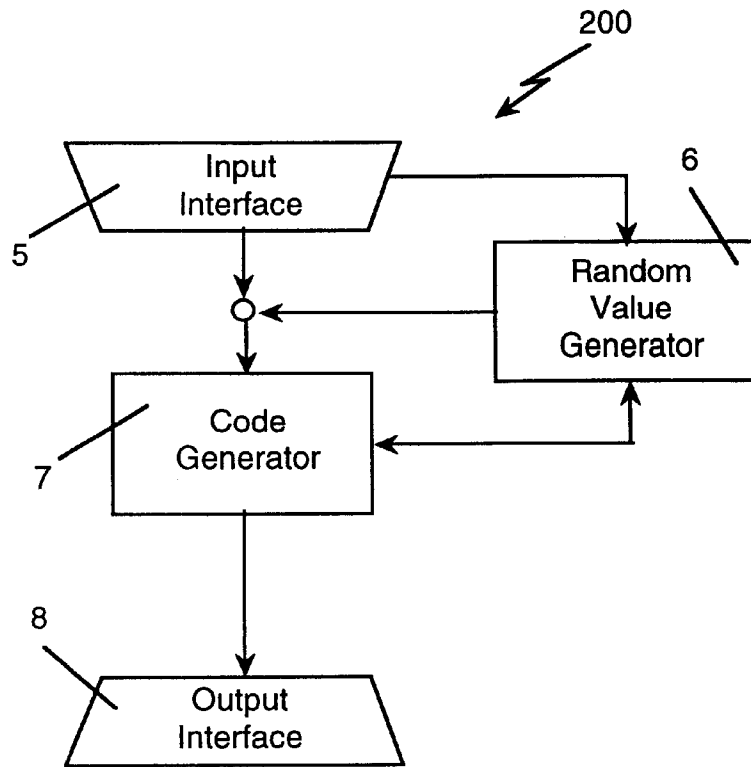 200
Input
Interface
5
6
Random
Value
Generator
Code
Generator
7
8
Output
Interface